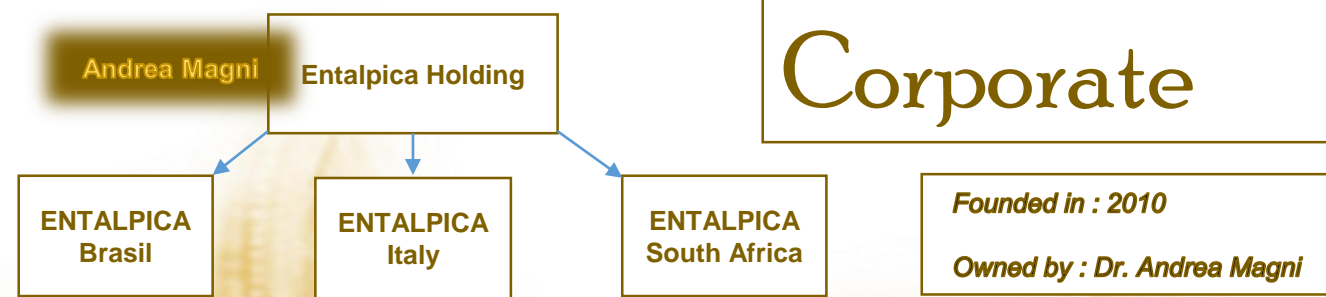 Andrea Magni
Entalpica Holding
Corporate
ENTALPICA
Brasil
ENTALPICA
Italy
ENTALPICA
South Africa
Founded in : 2010
Owned by : Dr. Andrea Magni